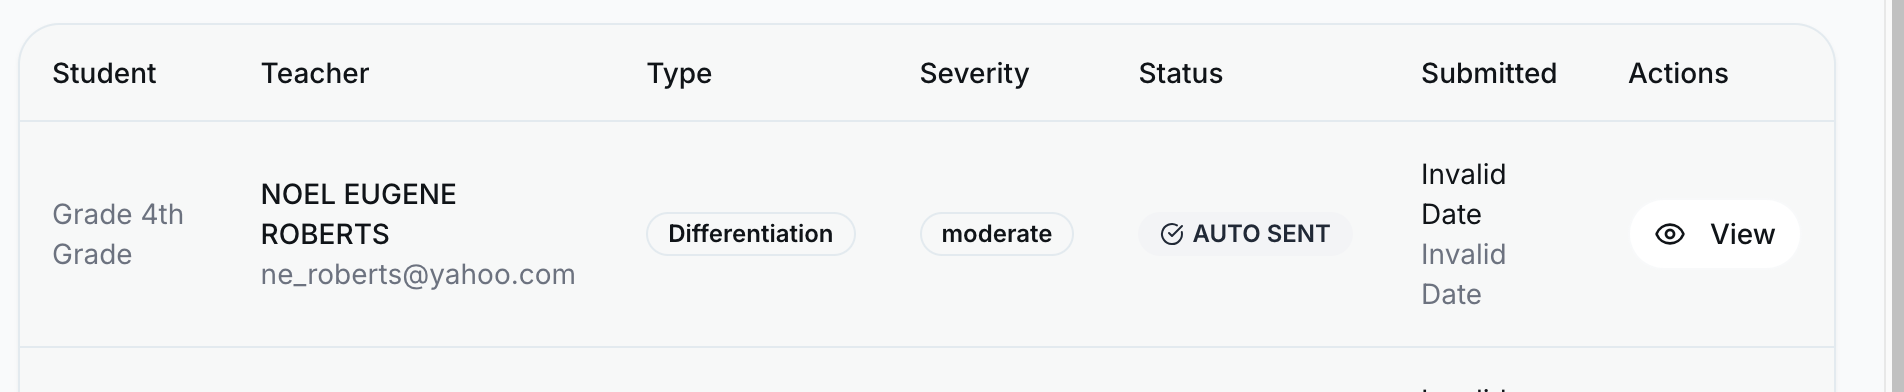 Student Teacher Type Severity Status Submitted Actions
Grade 4th
Grade
NOEL EUGENE
ROBERTS
ne_roberts@yahoo.com
Differentiation
moderate
AUTO SENT
Invalid
Date
Invalid
Date
View